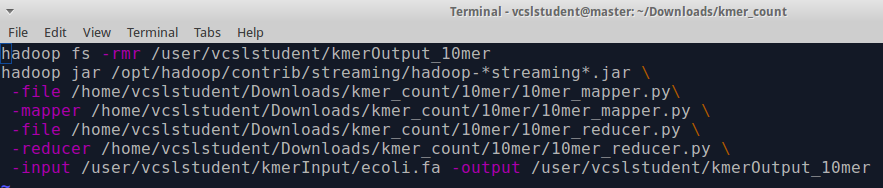 Terminal - vcslstudent@master: ~/Downloads/kmer_count
File Edit View Terminal Tabs Help
hadoop fs -rmr /user/vcslstudent/kmerOutput_10mer
hadoop jar /opt/hadoop/contrib/streaming/hadoop-*streaming*.jar \
-file /home/vcslstudent/Downloads/kmer_count/10mer/10mer_mapper.py\
-mapper /home/vcslstudent/Downloads/kmer_count/10mer/10mer_mapper.py \
-file /home/vcslstudent/Downloads/kmer_count/10mer/10mer_reducer.py \
-reducer /home/vcslstudent/Downloads/kmer_count/10mer/10mer_reducer.py \
-input /user/vcslstudent/kmerInput/ecoli.fa -output /user/vcslstudent/kmerOutput_10mer
~